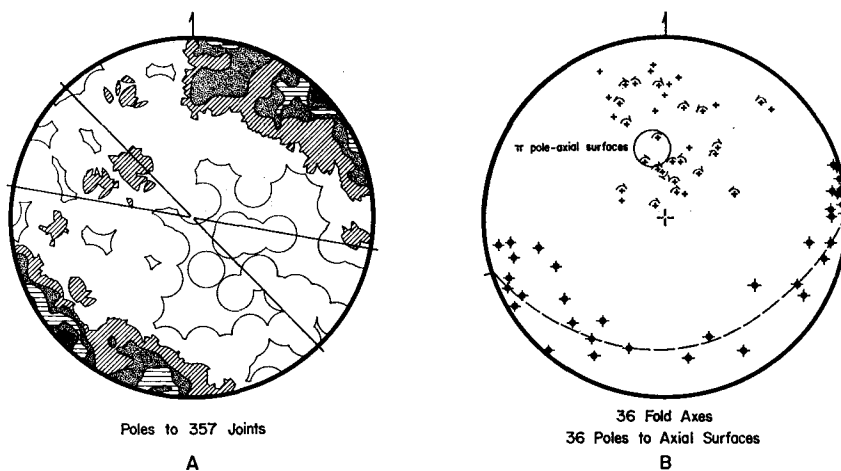 π pole-axial surfaces
Poles to 357 Joints
A
36 Fold Axes
36 Poles to Axial Surfaces
B